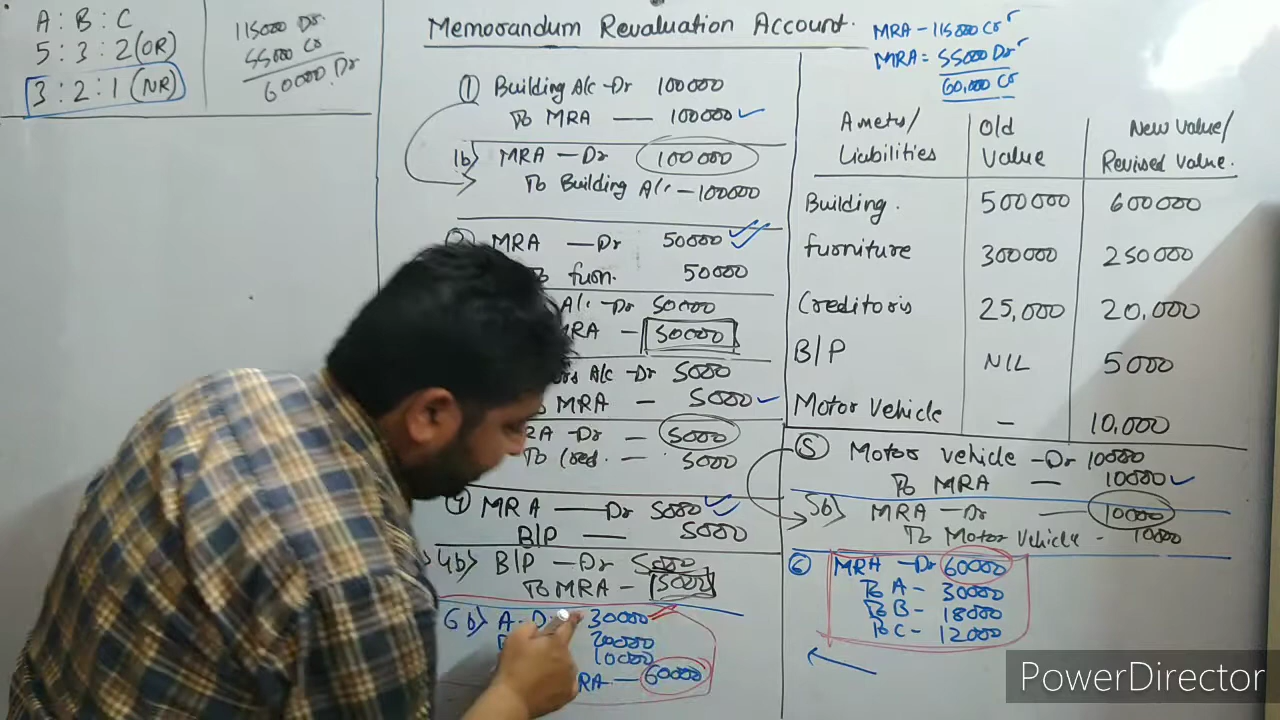 A : B : C
5 : 3 : 2 (OR)
3 : 2 : 1 (NR)
115000 Dr
55000 Cr
60000 Dr
Memorandum Revaluation Account.
MRA - 115000 Cr
MRA = 55000 Dr
60,000 Cr
① Building A/c - Dr 100000
To MRA — 100000 ✓
1b> MRA - Dr 100000
To Building A/c - 100000
MRA — Dr 50000
furn. 50000
A/c - Dr 50000
MRA - 50000
A/c - Dr 5000
MRA - 5000 ✓
Dr - 5000
To Cred. - 5000
4 MRA — Dr 5000
B/P — 5000
4b> B/P - Dr 5000
To MRA - 5000
6b> A - D 30000
20000
10000
RA - 60000
Assets/ Liabilities
Old Value
New Value/ Revised Value.
Building. 500000 600000
furniture 300000 250000
Creditors 25,000 20,000
B/P NIL 5000
Motor Vehicle - 10,000
⑤ Motor vehicle - Dr 10000
To MRA — 10000 ✓
5b> MRA - Dr — 10000
To Motor Vehicle - 10000
⑥ MRA - Dr 60000
To A - 30000
To B - 18000
To C - 12000
PowerDirector